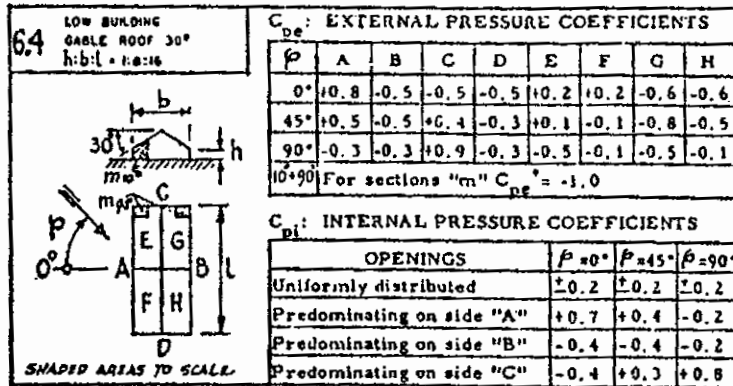 6.4
LOW BUILDING
GABLE ROOF 30°
h:b:l = 1:8:16
b
30°
h
m
m
C
ρ
0°
A
E
G
B
l
F
H
D
SHAPED AREAS TO SCALE
Cpe: EXTERNAL PRESSURE COEFFICIENTS
ρ A B C D E F G H
0° +0.8 -0.5 -0.5 -0.5 +0.2 +0.2 -0.6 -0.6
45° +0.5 -0.5 +0.4 -0.3 +0.1 -0.1 -0.8 -0.5
90° -0.3 -0.3 +0.9 -0.3 -0.5 -0.1 -0.5 -0.1
For sections "m" Cpe* =
Cpi: INTERNAL PRESSURE COEFFICIENTS
OPENINGS ρ=0° ρ=45° ρ=90°
Uniformly distributed ±0.2 ±0.2 ±0.2
Predominating on side "A" +0.7 +0.4 -0.2
Predominating on side "B" -0.4 -0.4 -0.2
Predominating on side "C" -0.4 +0.3 +0.8